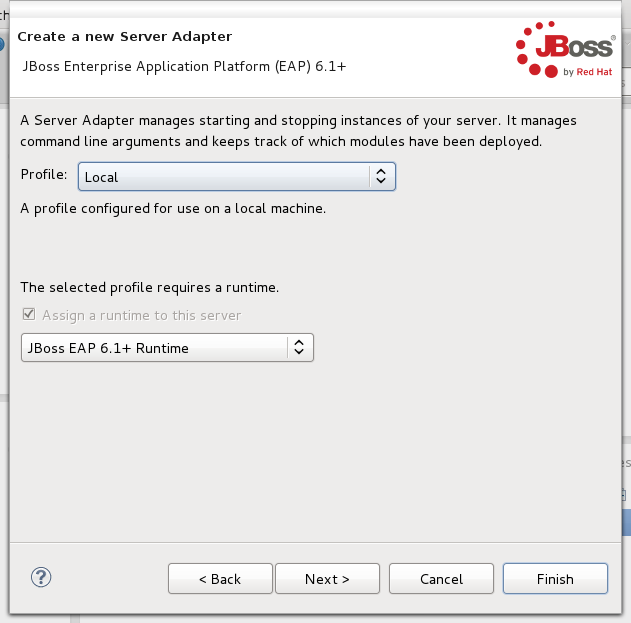 Create a new Server Adapter
JBoss Enterprise Application Platform (EAP) 6.1+
JBoss®
by Red Hat
A Server Adapter manages starting and stopping instances of your server. It manages
command line arguments and keeps track of which modules have been deployed.
Profile: Local
A profile configured for use on a local machine.
The selected profile requires a runtime.
Assign a runtime to this server
JBoss EAP 6.1+ Runtime
? < Back Next > Cancel Finish